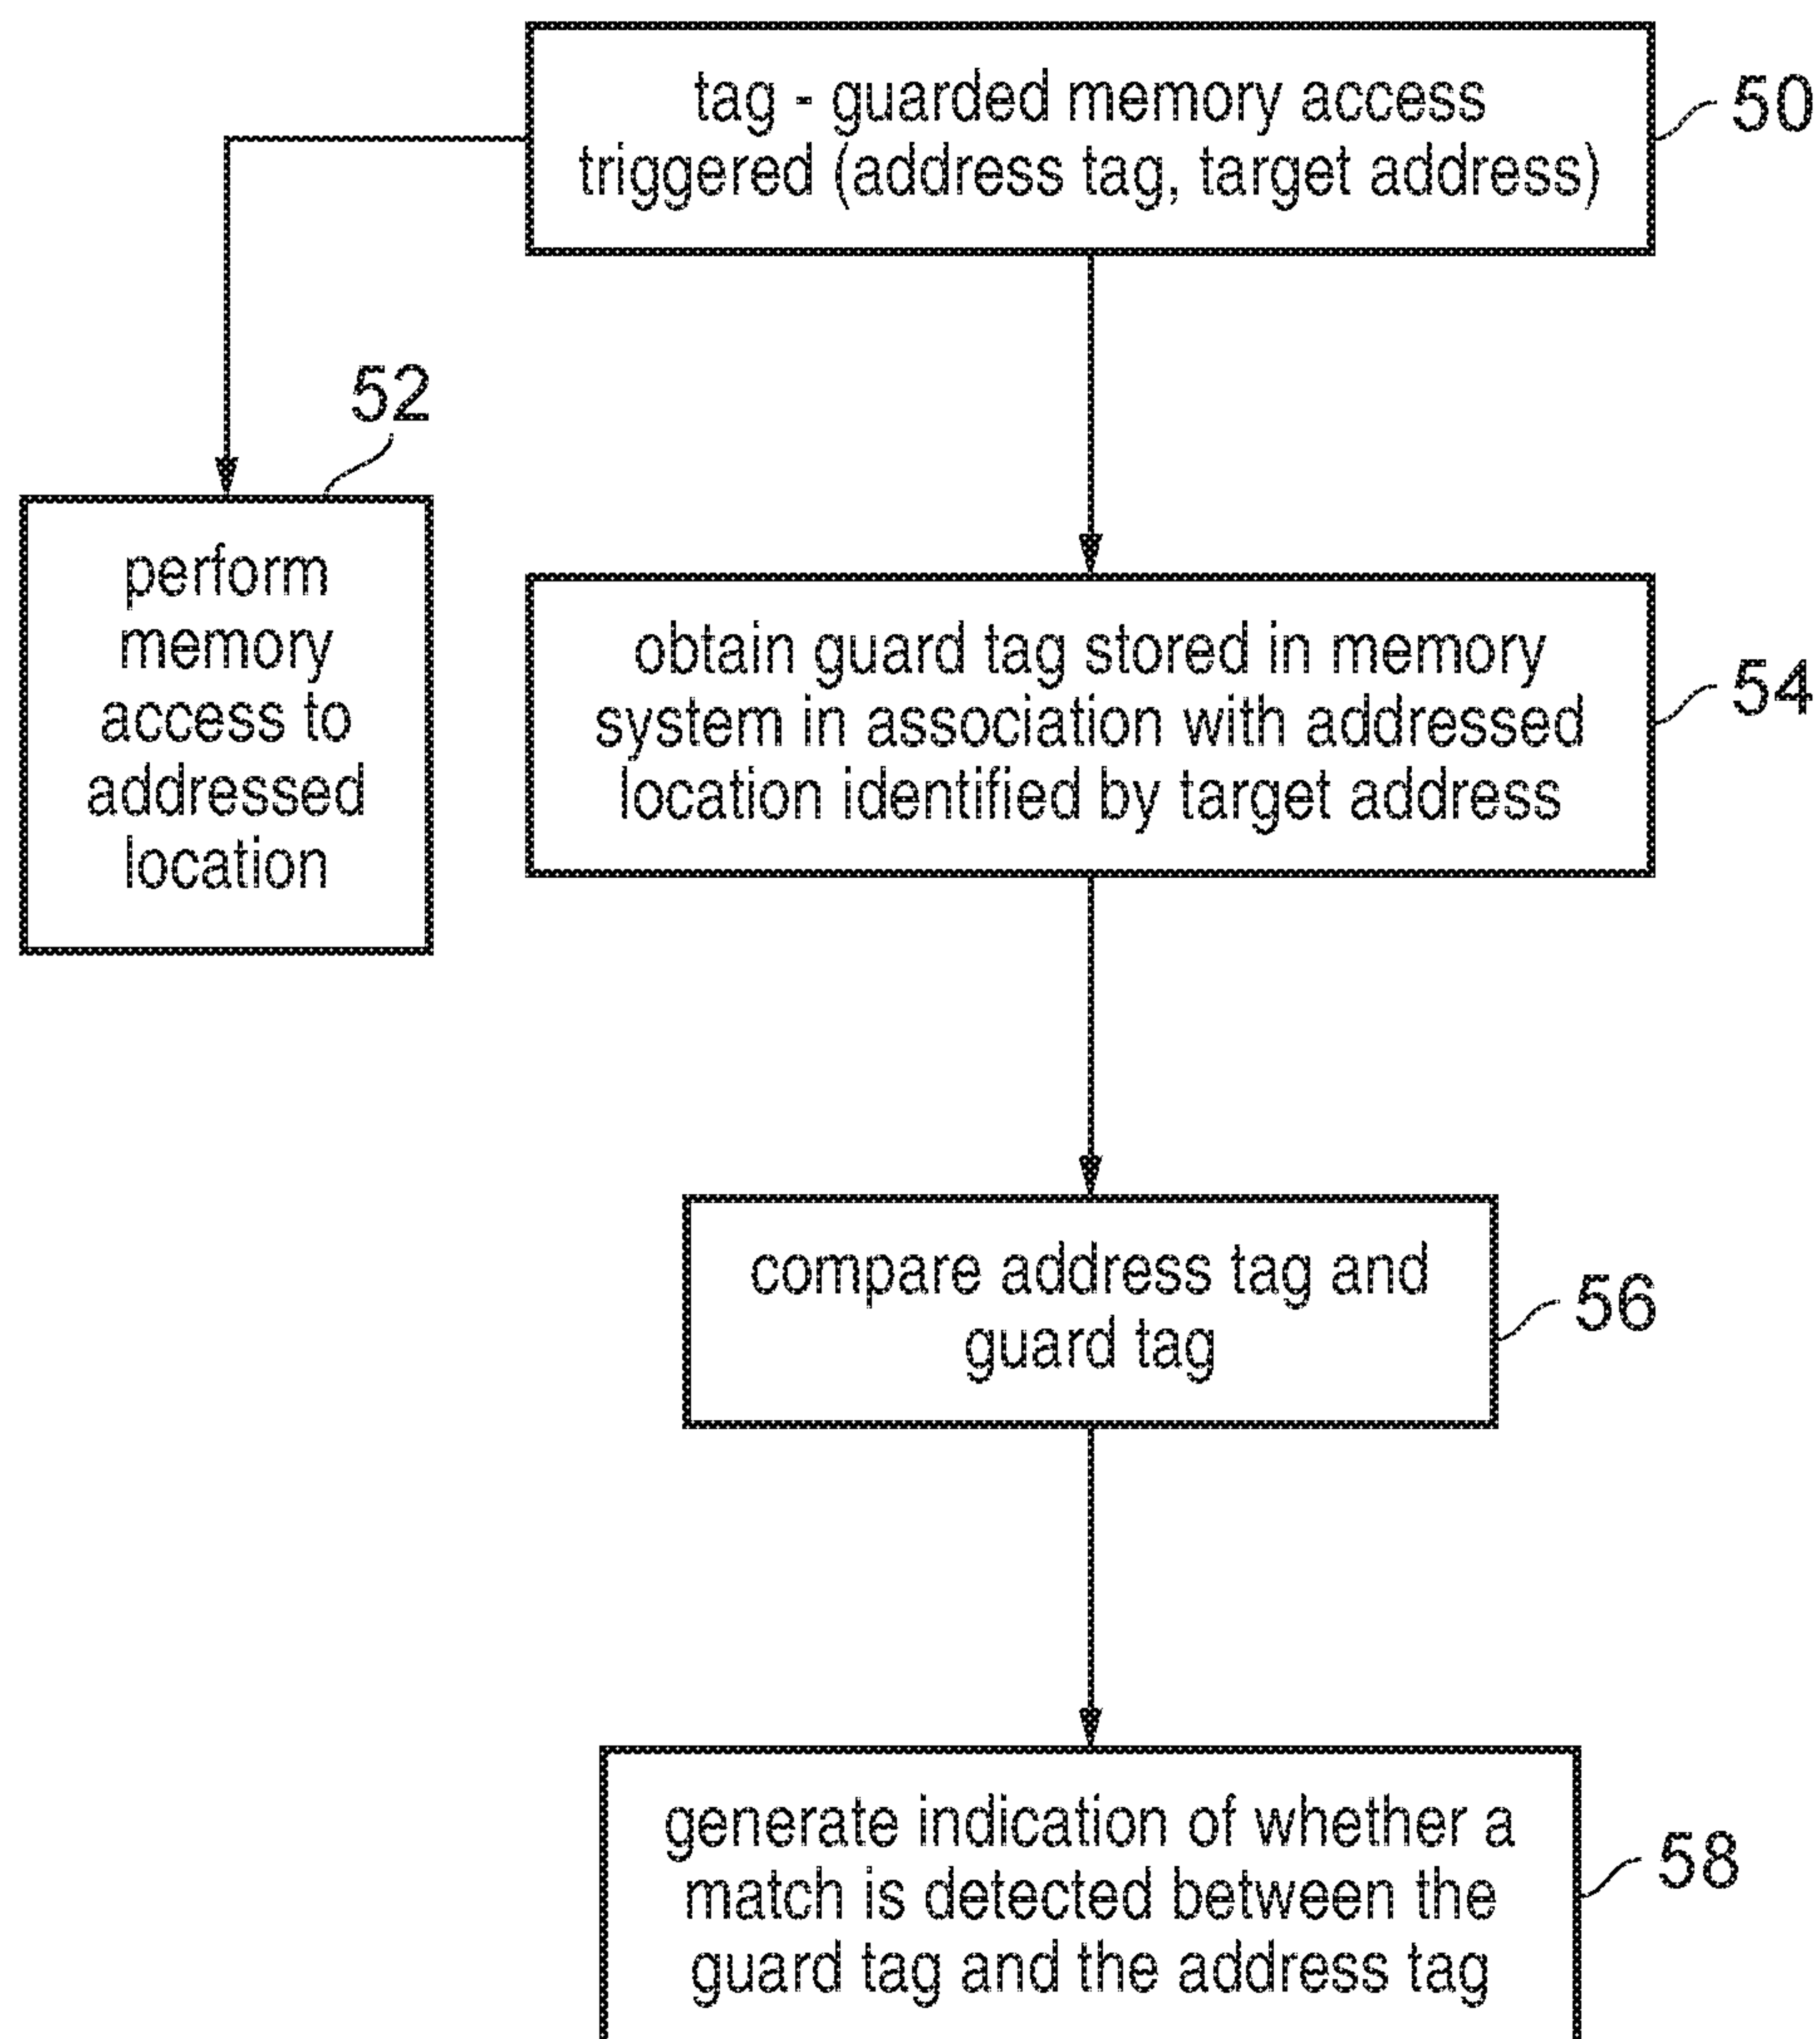 tag - guarded memory access
triggered (address tag, target address)
50
52
perform
memory
access to
addressed
location
obtain guard tag stored in memory
system in association with addressed
location identified by target address
54
compare address tag and
guard tag
56
generate indication of whether a
match is detected between the
guard tag and the address tag
58